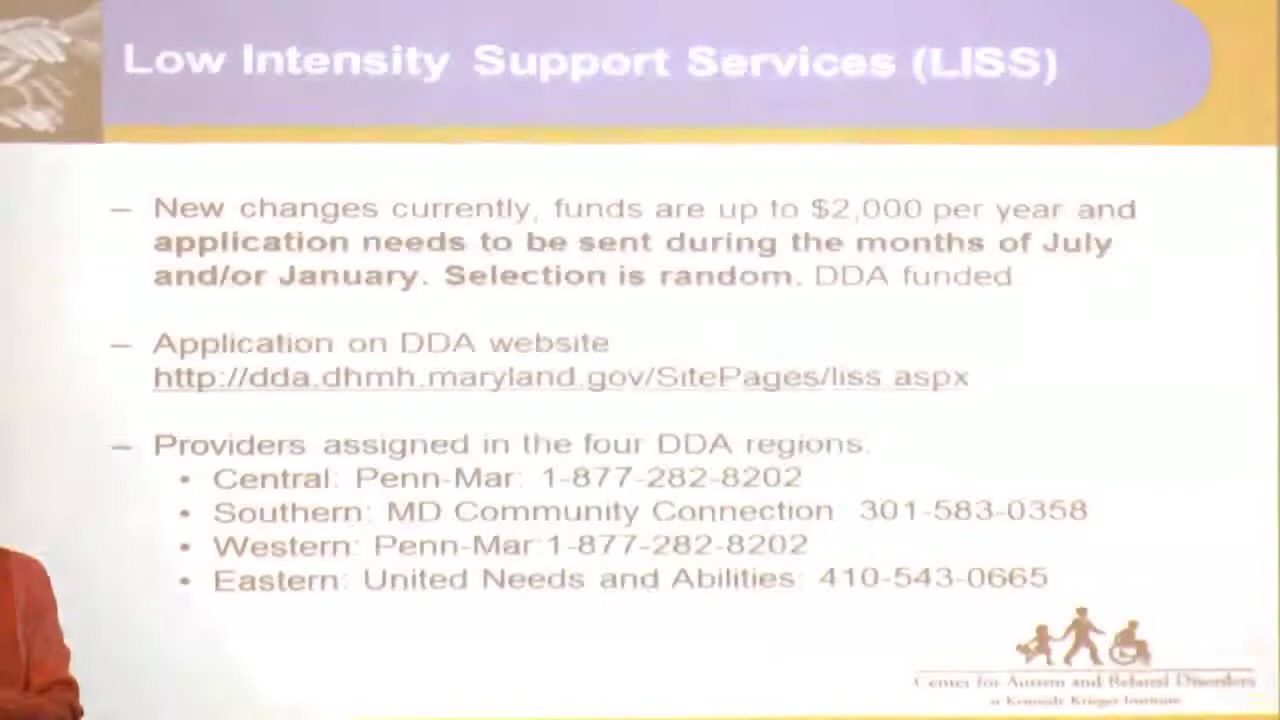 Low Intensity Support Services (LISS)
– New changes currently, funds are up to $2,000 per year and
application needs to be sent during the months of July
and/or January. Selection is random. DDA funded
– Application on DDA website
http://dda.dhmh.maryland.gov/SitePages/liss.aspx
– Providers assigned in the four DDA regions.
• Central: Penn-Mar: 1-877-282-8202
• Southern: MD Community Connection: 301-583-0358
• Western: Penn-Mar:1-877-282-8202
• Eastern: United Needs and Abilities: 410-543-0665
Center for Autism and Related Disorders
at Kennedy Krieger Institute